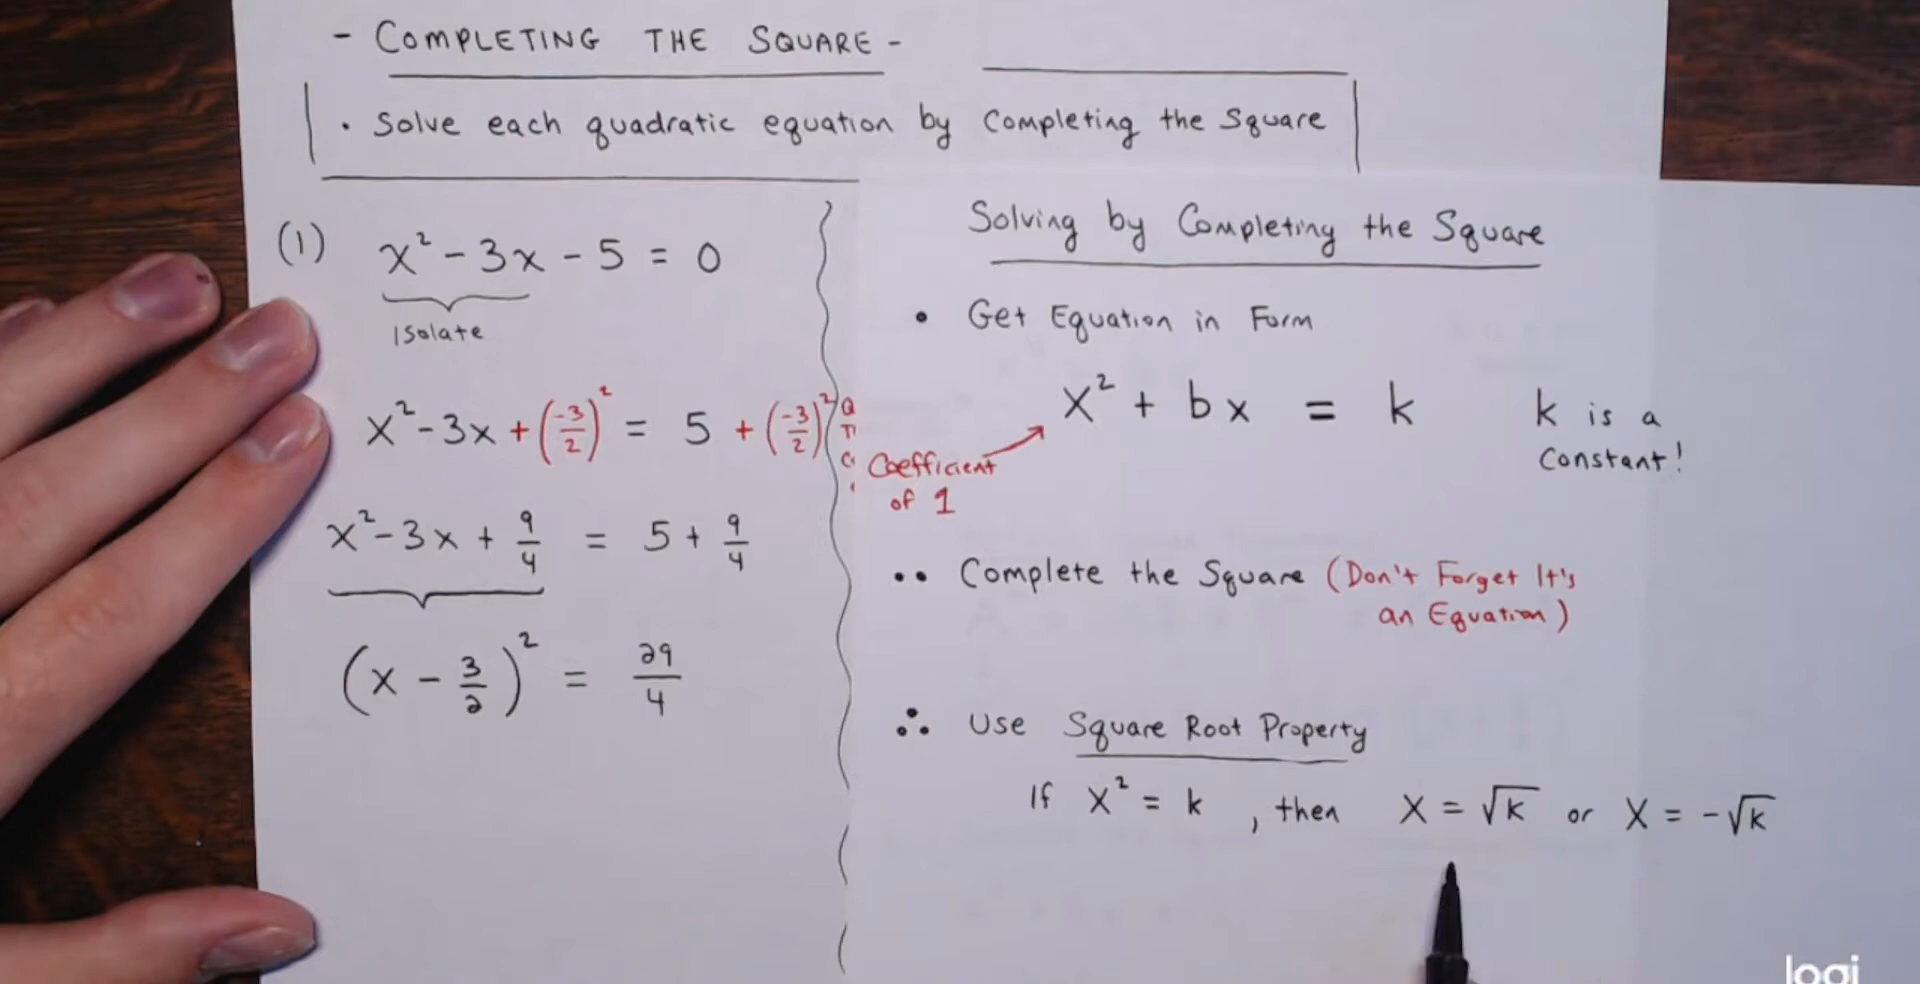 - COMPLETING THE SQUARE -
• Solve each quadratic equation by Completing the Square
(1) x² - 3x - 5 = 0
Isolate
x² - 3x + (-3/2)² = 5 + (-3/2)²
x² - 3x + 9/4 = 5 + 9/4
(x - 3/2)² = 29/4
Solving by Completing the Square
• Get Equation in Form
x² + bx = k
k is a
Constant!
Coefficient
of 1
•• Complete the Square (Don't Forget It's
an Equation)
∴ Use Square Root Property
If x² = k, then x = √k or x = -√k
logi